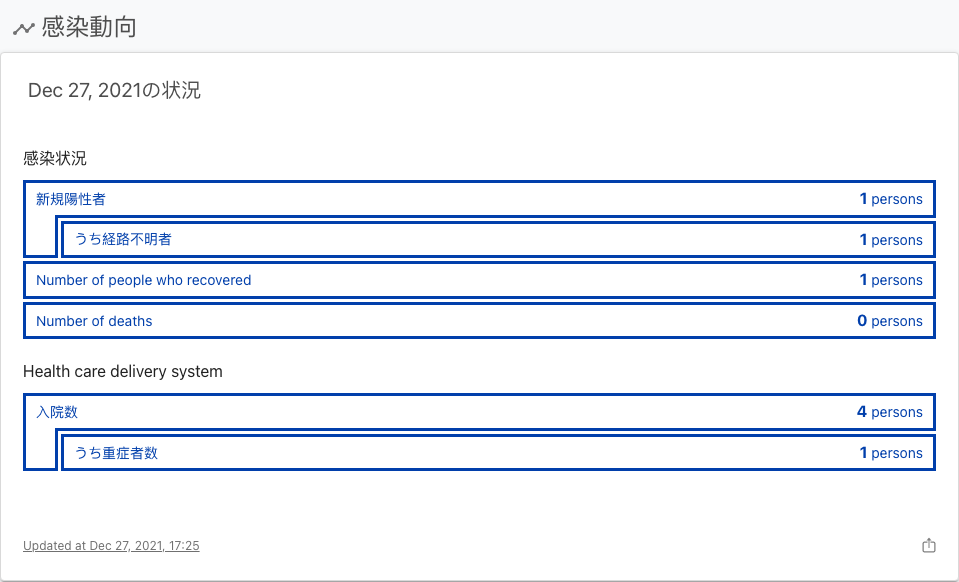 感染動向
Dec 27, 2021の状況
感染状況
新規陽性者 1 persons
うち経路不明者 1 persons
Number of people who recovered 1 persons
Number of deaths 0 persons
Health care delivery system
入院数 4 persons
うち重症者数 1 persons
Updated at Dec 27, 2021, 17:25